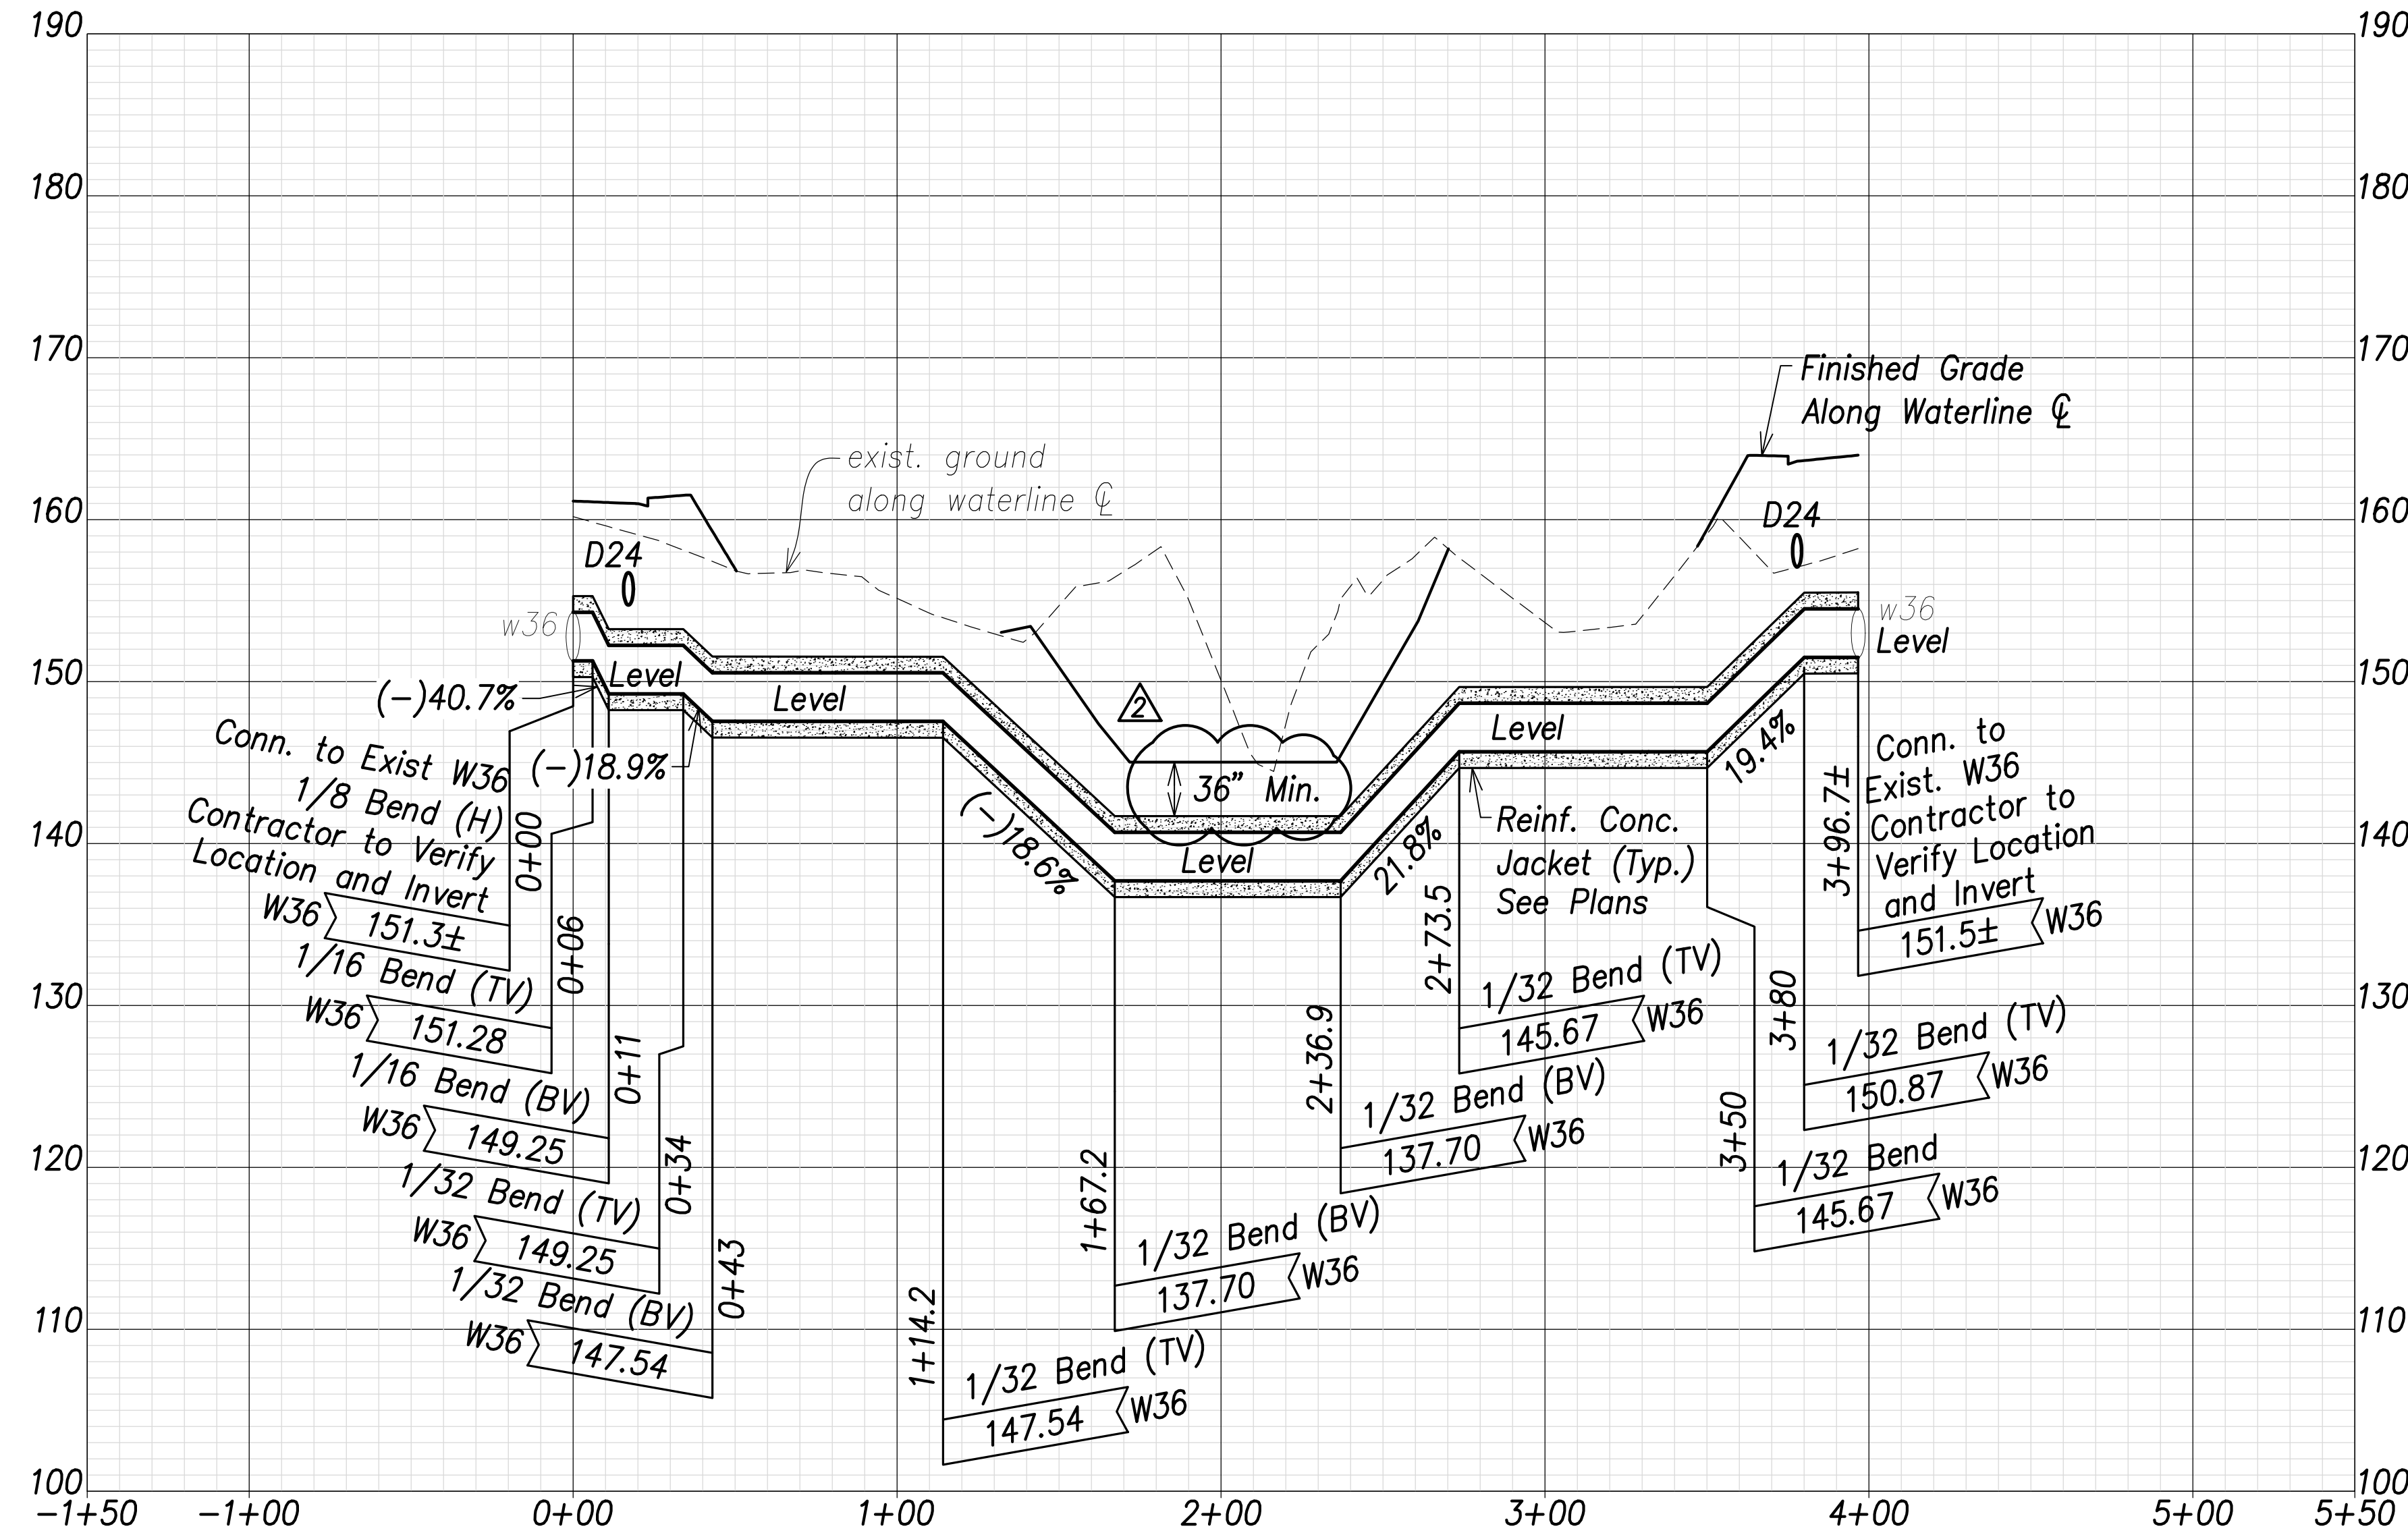 190
190
180
180
170
170
Finished Grade
Along Waterline ℄
exist. ground
along waterline ℄
160
160
D24
D24
w36
w36
Level
150
150
Level
Level
Level
(-)40.7%
(-)18.9%
2
36" Min.
Level
(-)18.6%
21.8%
19.4%
140
140
Reinf. Conc.
Jacket (Typ.)
See Plans
Conn. to Exist W36
1/8 Bend (H)
Contractor to Verify
Location and Invert
0+00
W36 151.3±
Conn. to
Exist. W36
Contractor to
Verify Location
and Invert
3+96.7±
151.5± W36
130
130
1/16 Bend (TV)
0+06
W36 151.28
1/16 Bend (BV)
0+11
W36 149.25
1/32 Bend (TV)
0+34
W36 149.25
1/32 Bend (BV)
0+43
W36 147.54
120
120
1+14.2
1/32 Bend (TV)
147.54 W36
1+67.2
1/32 Bend (BV)
137.70 W36
2+36.9
1/32 Bend (BV)
137.70 W36
2+73.5
1/32 Bend (TV)
145.67 W36
3+50
1/32 Bend
145.67 W36
3+80
1/32 Bend (TV)
150.87 W36
110
110
100
100
-1+50
-1+00
0+00
1+00
2+00
3+00
4+00
5+00
5+50